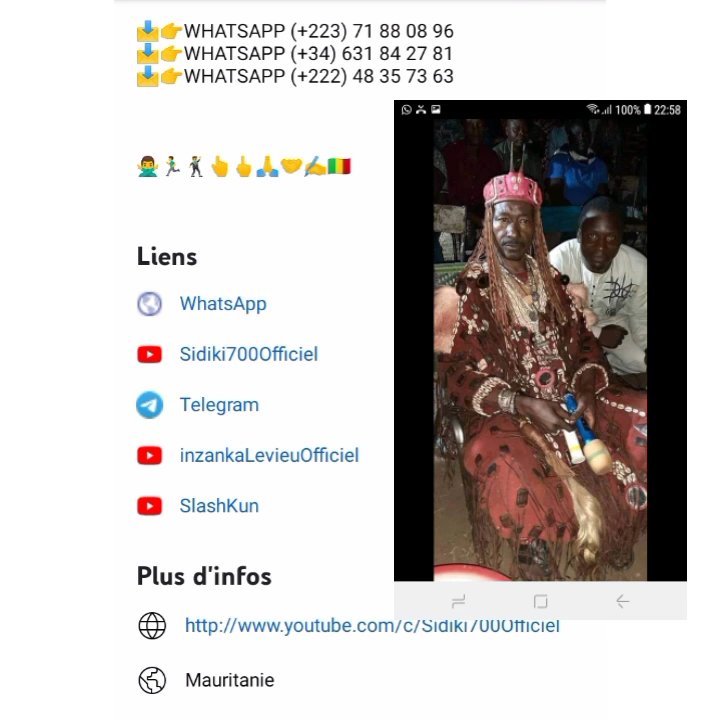 📩👉WHATSAPP (+223) 71 88 08 96
📩👉WHATSAPP (+34) 631 84 27 81
📩👉WHATSAPP (+222) 48 35 73 63
100% 22:58
Liens
WhatsApp
Sidiki700Officiel
Telegram
inzankaLevieuOfficiel
SlashKun
Plus d'infos
http://www.youtube.com/c/Sidiki700Officiel
Mauritanie